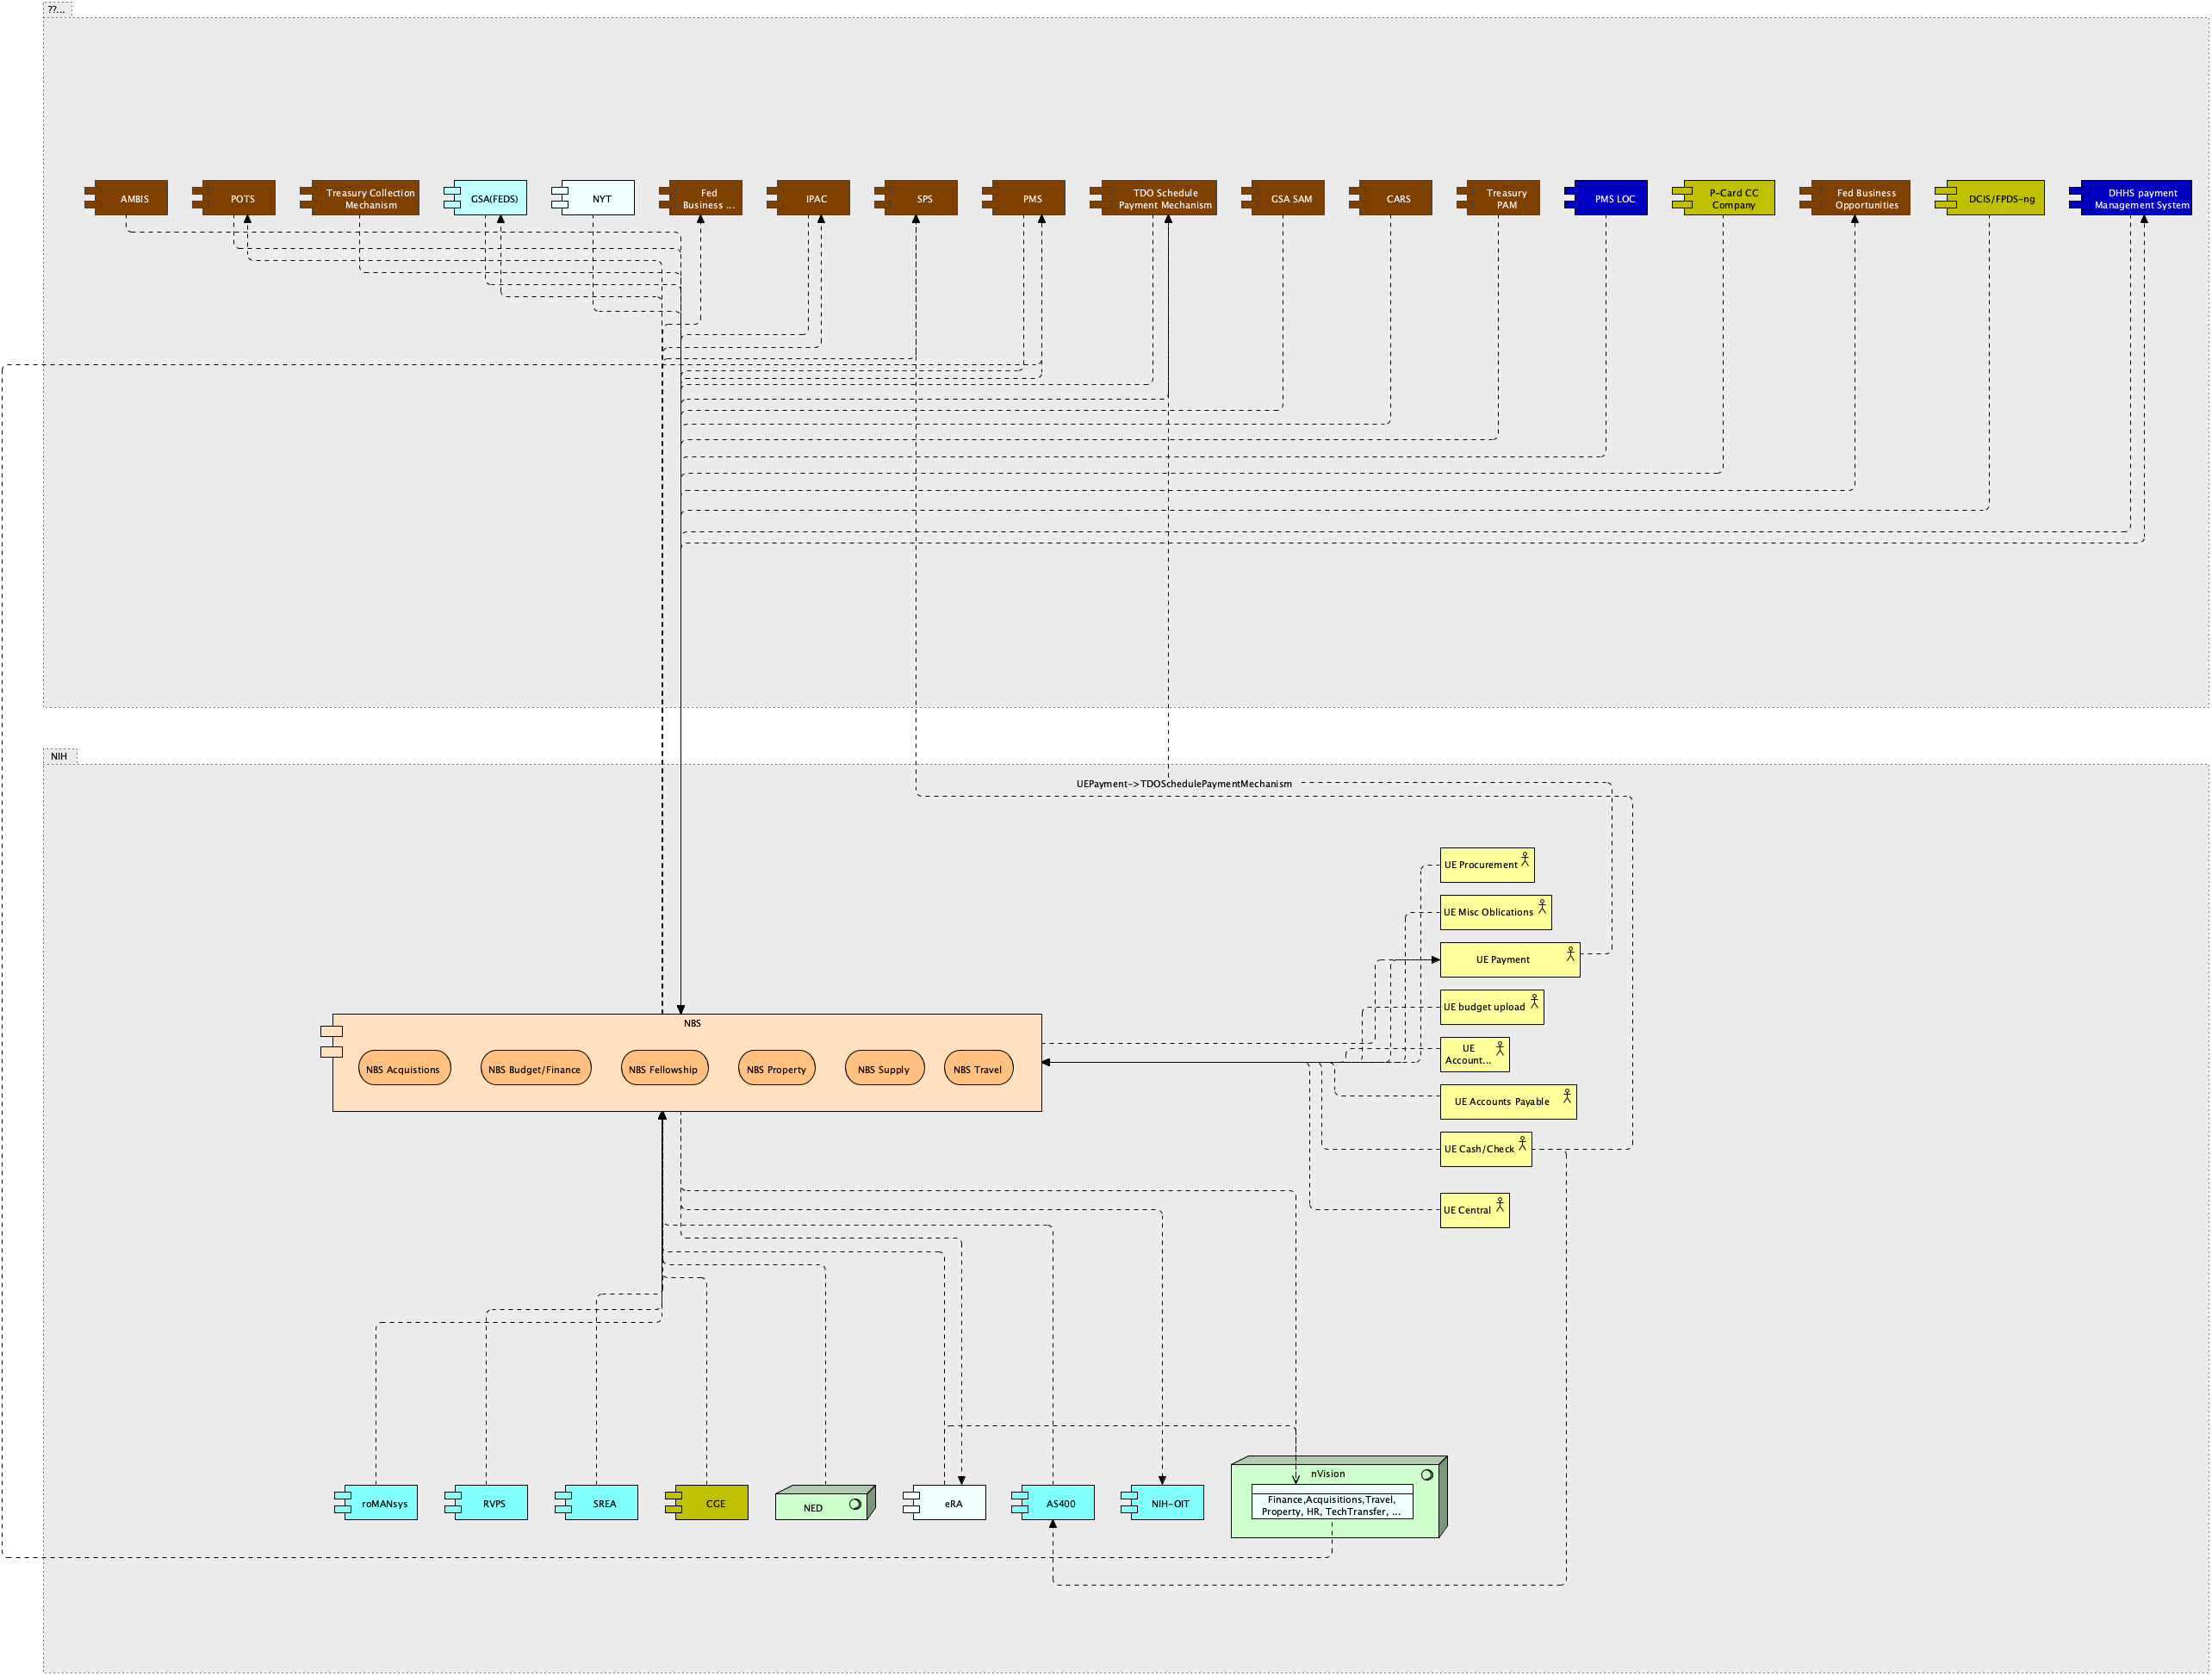 ??...
AMBIS
POTS
Treasury Collection
Mechanism
GSA(FEDS)
NYT
Fed
Business ...
IPAC
SPS
PMS
TDO Schedule
Payment Mechanism
GSA SAM
CARS
Treasury
PAM
PMS LOC
P-Card CC
Company
Fed Business
Opportunities
DCIS/FPDS-ng
DHHS payment
Management System
NIH
UEPayment->TDOSchedulePaymentMechanism
UE Procurement
UE Misc Oblications
UE Payment
UE budget upload
UE
Account...
UE Accounts Payable
UE Cash/Check
UE Central
NBS
NBS Acquistions
NBS Budget/Finance
NBS Fellowship
NBS Property
NBS Supply
NBS Travel
roMANsys
RVPS
SREA
CGE
NED
eRA
AS400
NIH-OIT
nVision
Finance,Acquisitions,Travel,
Property, HR, TechTransfer, ...